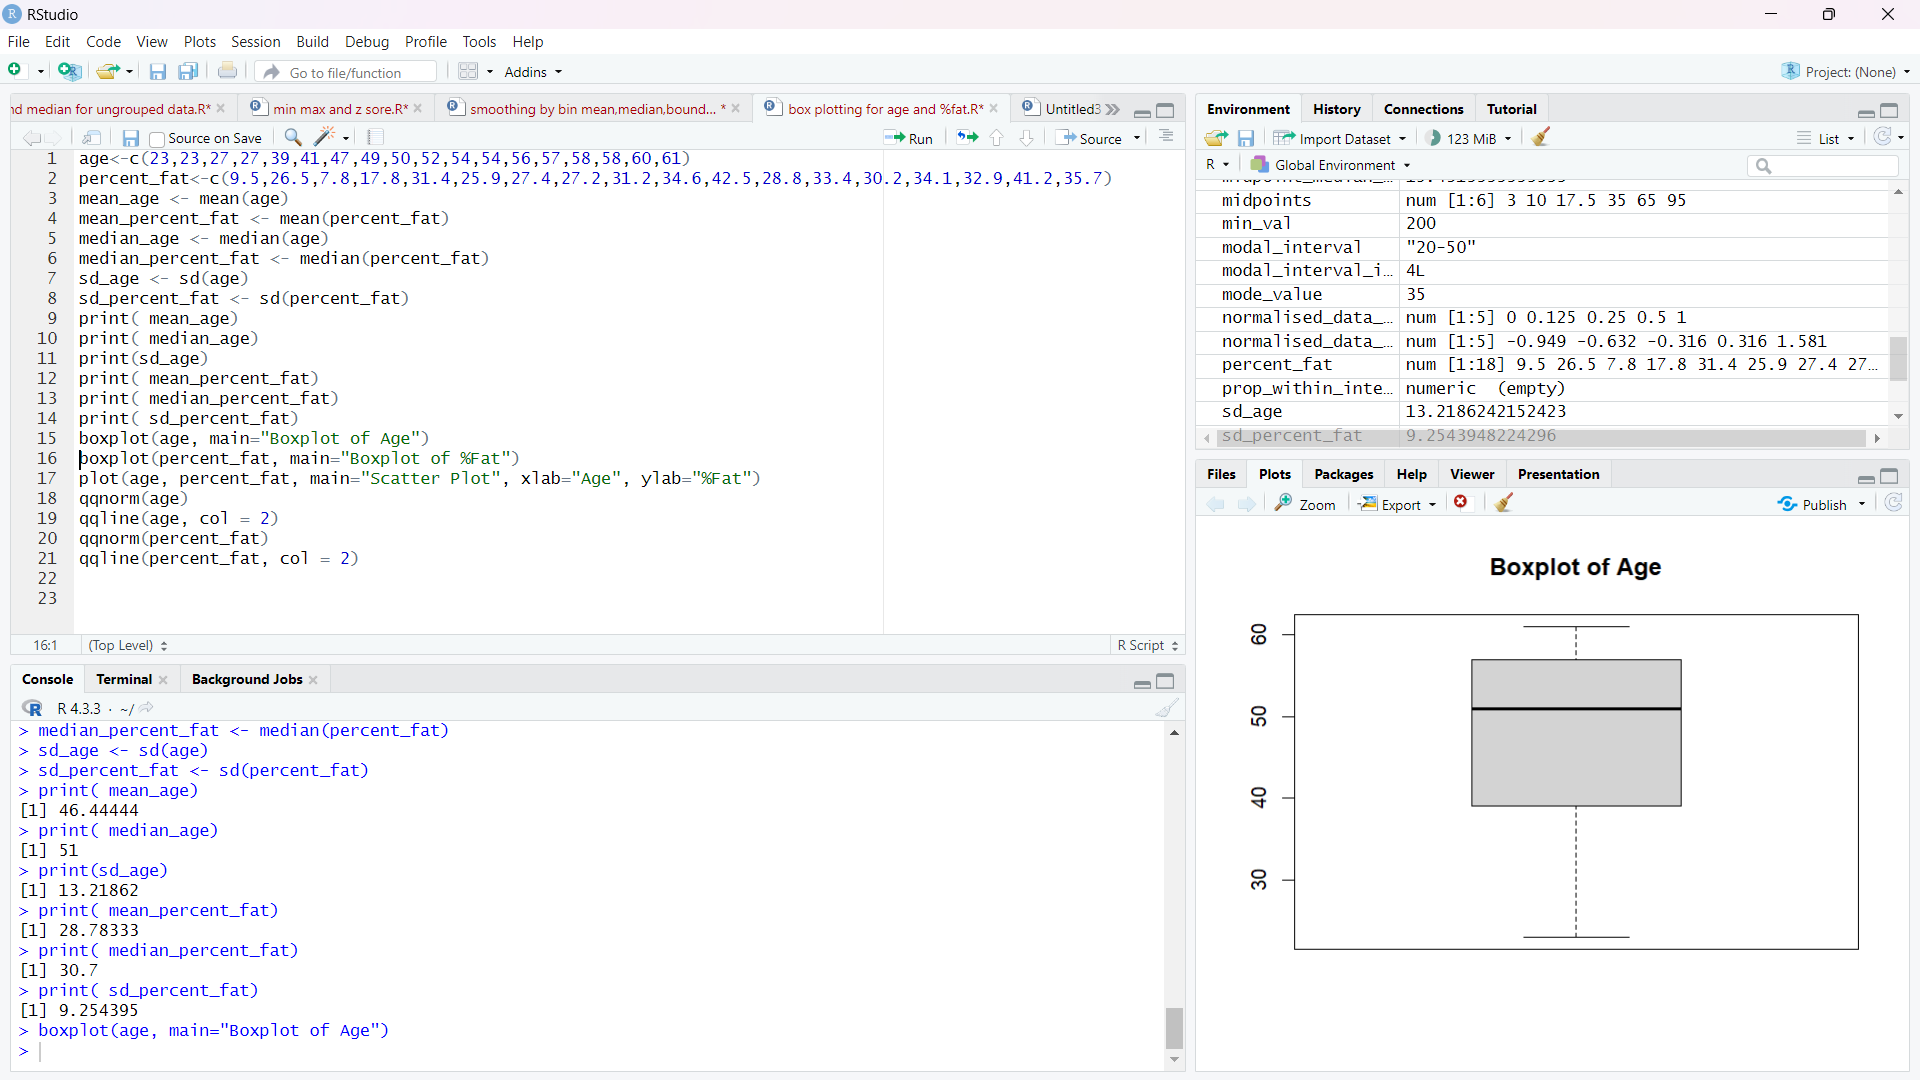 RStudio
File Edit Code View Plots Session Build Debug Profile Tools Help
Go to file/function Addins Project: (None)
nd median for ungrouped data.R* min max and z sore.R* smoothing by bin mean,median,bound... * box plotting for age and %fat.R* Untitled3
Source on Save Run Source
1 age<-c(23,23,27,27,39,41,47,49,50,52,54,54,56,57,58,58,60,61)
2 percent_fat<-c(9.5,26.5,7.8,17.8,31.4,25.9,27.4,27.2,31.2,34.6,42.5,28.8,33.4,30.2,34.1,32.9,41.2,35.7)
3 mean_age <- mean(age)
4 mean_percent_fat <- mean(percent_fat)
5 median_age <- median(age)
6 median_percent_fat <- median(percent_fat)
7 sd_age <- sd(age)
8 sd_percent_fat <- sd(percent_fat)
9 print( mean_age)
10 print( median_age)
11 print(sd_age)
12 print( mean_percent_fat)
13 print( median_percent_fat)
14 print( sd_percent_fat)
15 boxplot(age, main="Boxplot of Age")
16 boxplot(percent_fat, main="Boxplot of %Fat")
17 plot(age, percent_fat, main="Scatter Plot", xlab="Age", ylab="%Fat")
18 qqnorm(age)
19 qqline(age, col = 2)
20 qqnorm(percent_fat)
21 qqline(percent_fat, col = 2)
22
23
16:1 (Top Level) R Script
Console Terminal Background Jobs
R 4.3.3 · ~/
> median_percent_fat <- median(percent_fat)
> sd_age <- sd(age)
> sd_percent_fat <- sd(percent_fat)
> print( mean_age)
[1] 46.44444
> print( median_age)
[1] 51
> print(sd_age)
[1] 13.21862
> print( mean_percent_fat)
[1] 28.78333
> print( median_percent_fat)
[1] 30.7
> print( sd_percent_fat)
[1] 9.254395
> boxplot(age, main="Boxplot of Age")
>
Environment History Connections Tutorial
Import Dataset 123 MiB List
R Global Environment
midpoints num [1:6] 3 10 17.5 35 65 95
min_val 200
modal_interval "20-50"
modal_interval_i... 4L
mode_value 35
normalised_data_... num [1:5] 0 0.125 0.25 0.5 1
normalised_data_... num [1:5] -0.949 -0.632 -0.316 0.316 1.581
percent_fat num [1:18] 9.5 26.5 7.8 17.8 31.4 25.9 27.4 27...
prop_within_inte... numeric (empty)
sd_age 13.2186242152423
sd_percent_fat 9.2543948224296
Files Plots Packages Help Viewer Presentation
Zoom Export Publish
Boxplot of Age
60
50
40
30